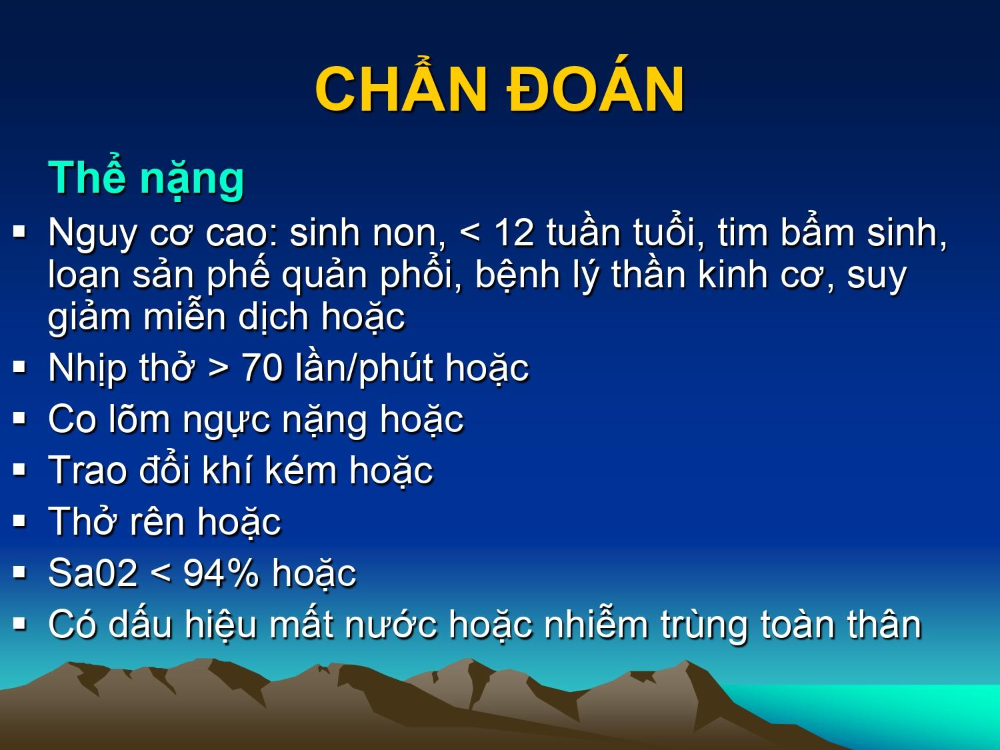 CHẨN ĐOÁN
Thể nặng
▪ Nguy cơ cao: sinh non, < 12 tuần tuổi, tim bẩm sinh,
loạn sản phế quản phổi, bệnh lý thần kinh cơ, suy
giảm miễn dịch hoặc
▪ Nhịp thở > 70 lần/phút hoặc
▪ Co lõm ngực nặng hoặc
▪ Trao đổi khí kém hoặc
▪ Thở rên hoặc
▪ Sa02 < 94% hoặc
▪ Có dấu hiệu mất nước hoặc nhiễm trùng toàn thân